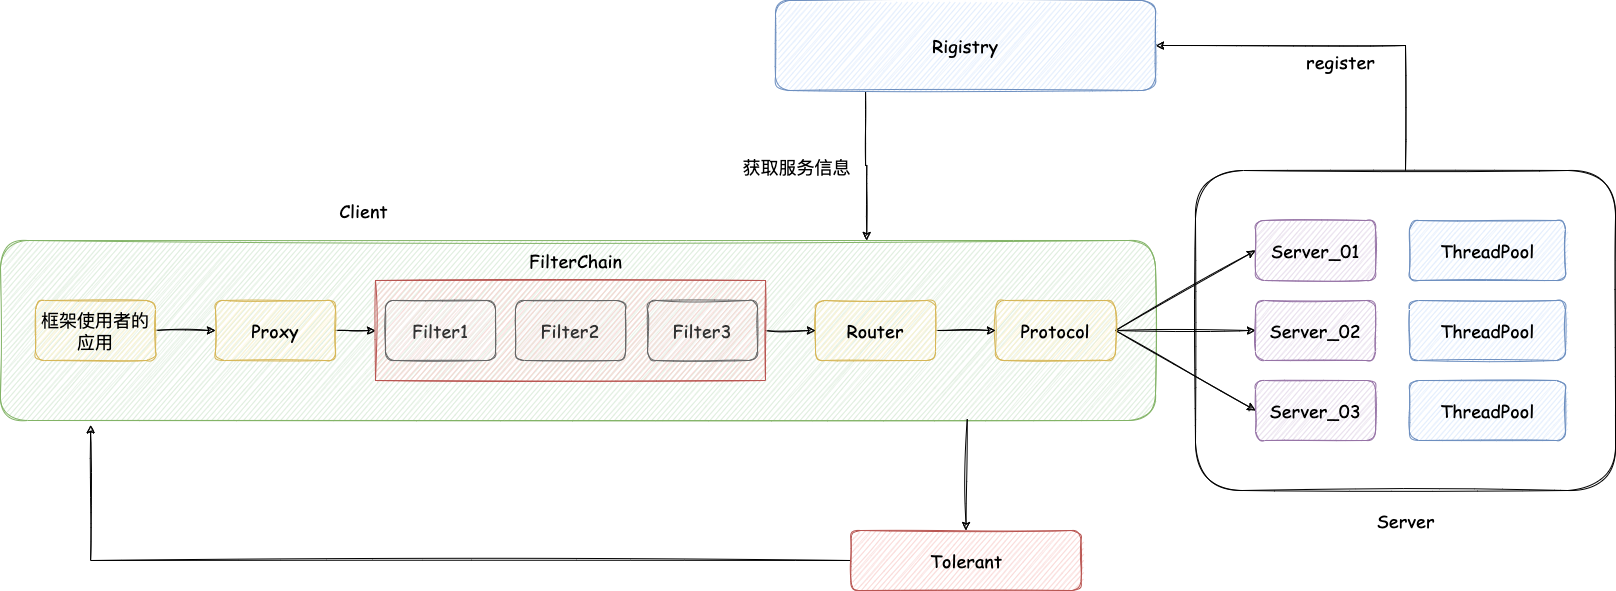 Rigistry
register
获取服务信息
Client
FilterChain
框架使用者的
应用
Proxy
Filter1
Filter2
Filter3
Router
Protocol
Server_01
ThreadPool
Server_02
ThreadPool
Server_03
ThreadPool
Server
Tolerant